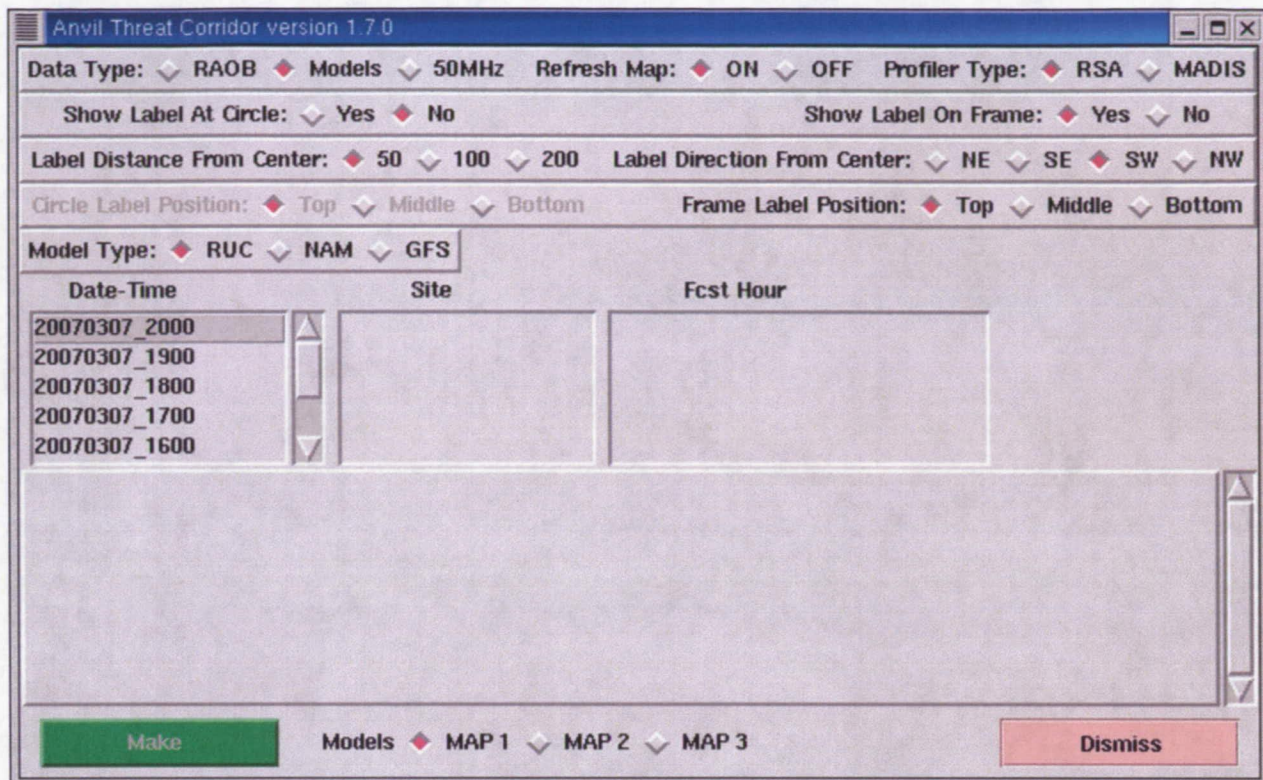 Anvil Threat Corridor version 1.7.0
Data Type: RAOB Models 50MHz Refresh Map: ON OFF Profiler Type: RSA MADIS
Show Label At Circle: Yes No Show Label On Frame: Yes No
Label Distance From Center: 50 100 200 Label Direction From Center: NE SE SW NW
Circle Label Position: Top Middle Bottom Frame Label Position: Top Middle Bottom
Model Type: RUC NAM GFS
Date-Time Site Fcst Hour
20070307_2000
20070307_1900
20070307_1800
20070307_1700
20070307_1600
Make Models MAP 1 MAP 2 MAP 3 Dismiss